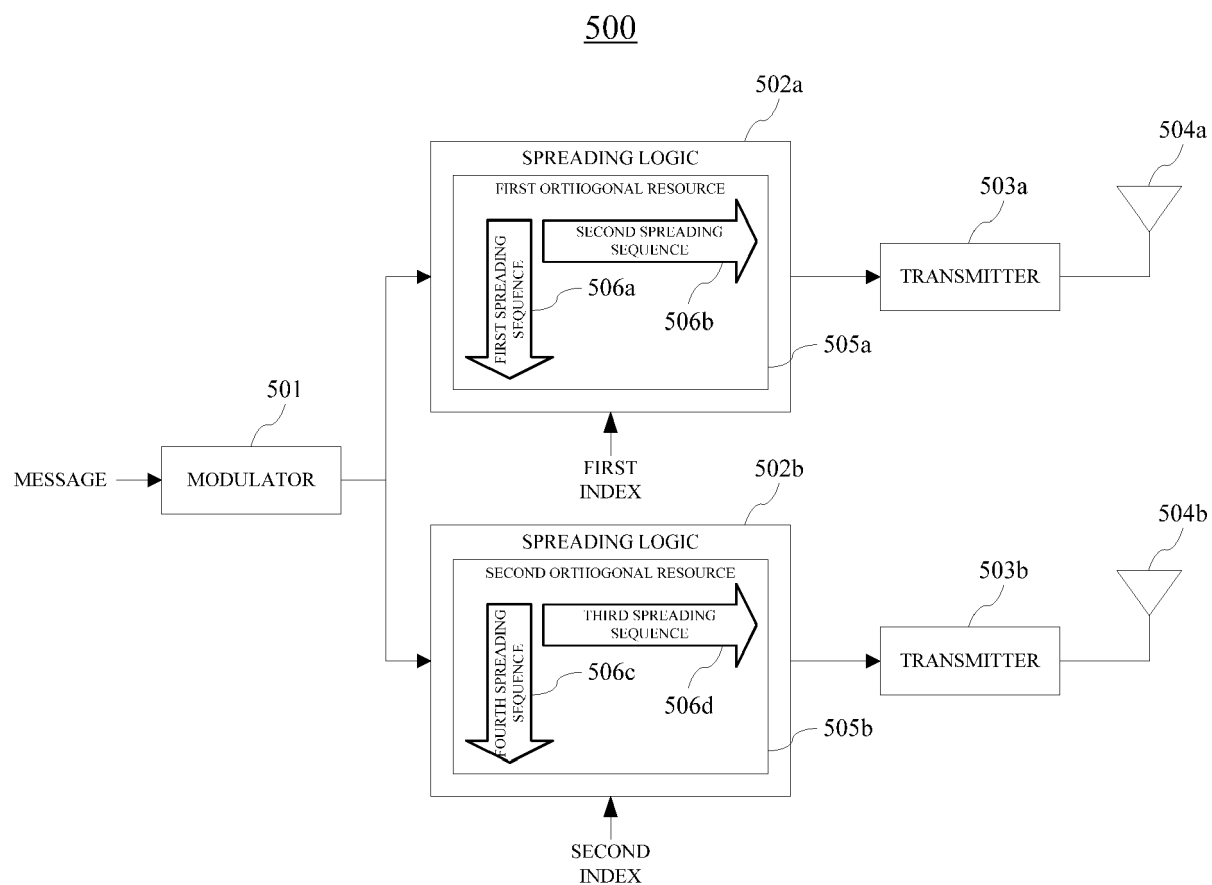 500
502a
SPREADING LOGIC
FIRST ORTHOGONAL RESOURCE
FIRST SPREADING
SEQUENCE
506a
SECOND SPREADING
SEQUENCE
506b
505a
503a
TRANSMITTER
504a
501
MESSAGE
MODULATOR
FIRST
INDEX
502b
SPREADING LOGIC
SECOND ORTHOGONAL RESOURCE
FOURTH SPREADING
SEQUENCE
506c
THIRD SPREADING
SEQUENCE
506d
505b
503b
TRANSMITTER
504b
SECOND
INDEX